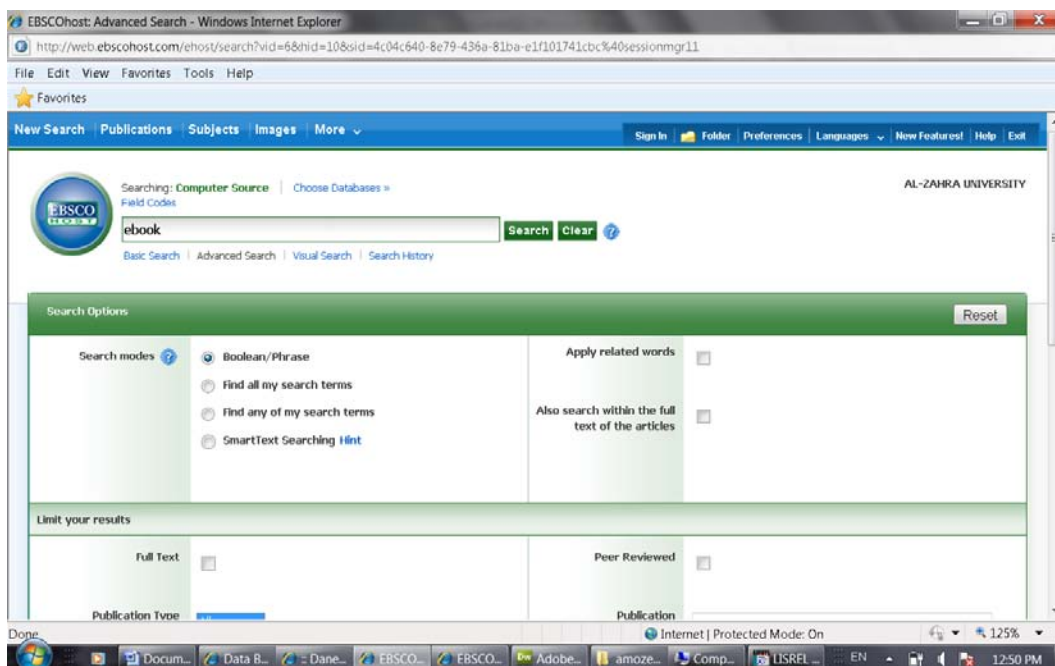 EBSCOhost: Advanced Search - Windows Internet Explorer
http://web.ebscohost.com/ehost/search?vid=6&hid=10&sid=4c04c640-8e79-436a-81ba-e1f101741cbc%40sessionmgr11
File Edit View Favorites Tools Help
Favorites
New Search Publications Subjects Images More
Sign In Folder Preferences Languages New Features! Help Exit
Searching: Computer Source Choose Databases »
AL-ZAHRA UNIVERSITY
Field Codes
EBSCO
HOST
ebook Search Clear ?
Basic Search Advanced Search Visual Search Search History
Search Options Reset
Search modes ? Boolean/Phrase
Find all my search terms
Find any of my search terms
SmartText Searching Hint
Apply related words
Also search within the full
text of the articles
Limit your results
Full Text Peer Reviewed
Publication Type Publication
Done Internet | Protected Mode: On 125%
Docum... Data B... : Dane... EBSCO... EBSCO... Adobe... amoze... Comp... LISREL ... EN 12:50 PM